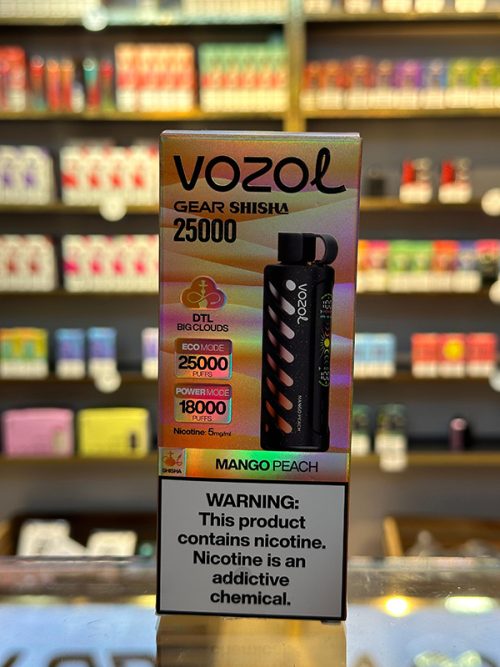 VOZOL
GEAR SHISHA
25000
DTL
BIG CLOUDS
ECO MODE
25000
PUFFS
POWER MODE
18000
PUFFS
Nicotine: 5mg/ml
VOZOL
MANGO PEACH
SHISHA
MANGO PEACH
WARNING:
This product
contains nicotine.
Nicotine is an
addictive
chemical.